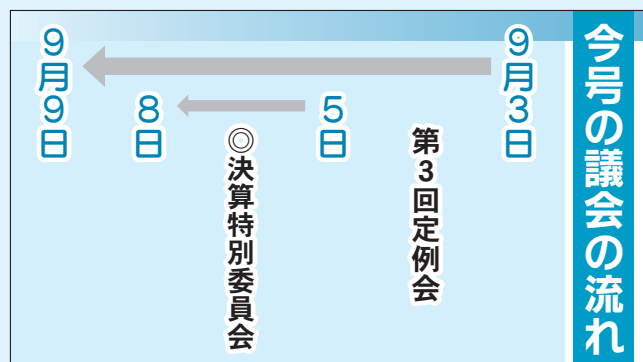 今号の議会の流れ
9月3日
第3回定例会
5日
◎決算特別委員会
8日
9月9日